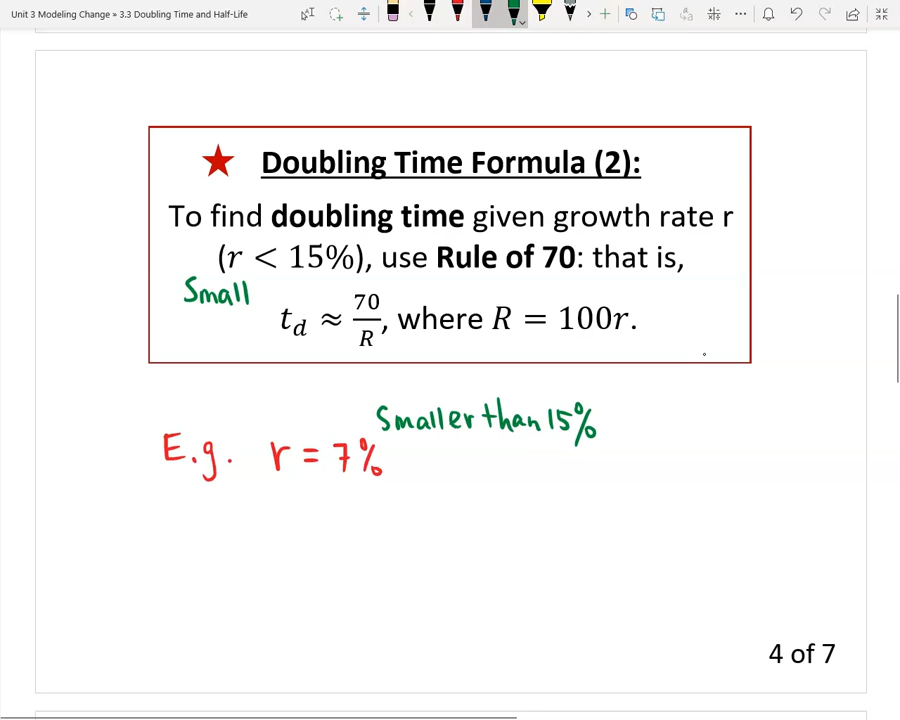 Unit 3 Modeling Change » 3.3 Doubling Time and Half-Life
★ Doubling Time Formula (2):
To find doubling time given growth rate r
(r < 15%), use Rule of 70: that is,
Small
t_d ≈ 70/R, where R = 100r.
Smaller than 15%
E.g. r = 7%
4 of 7